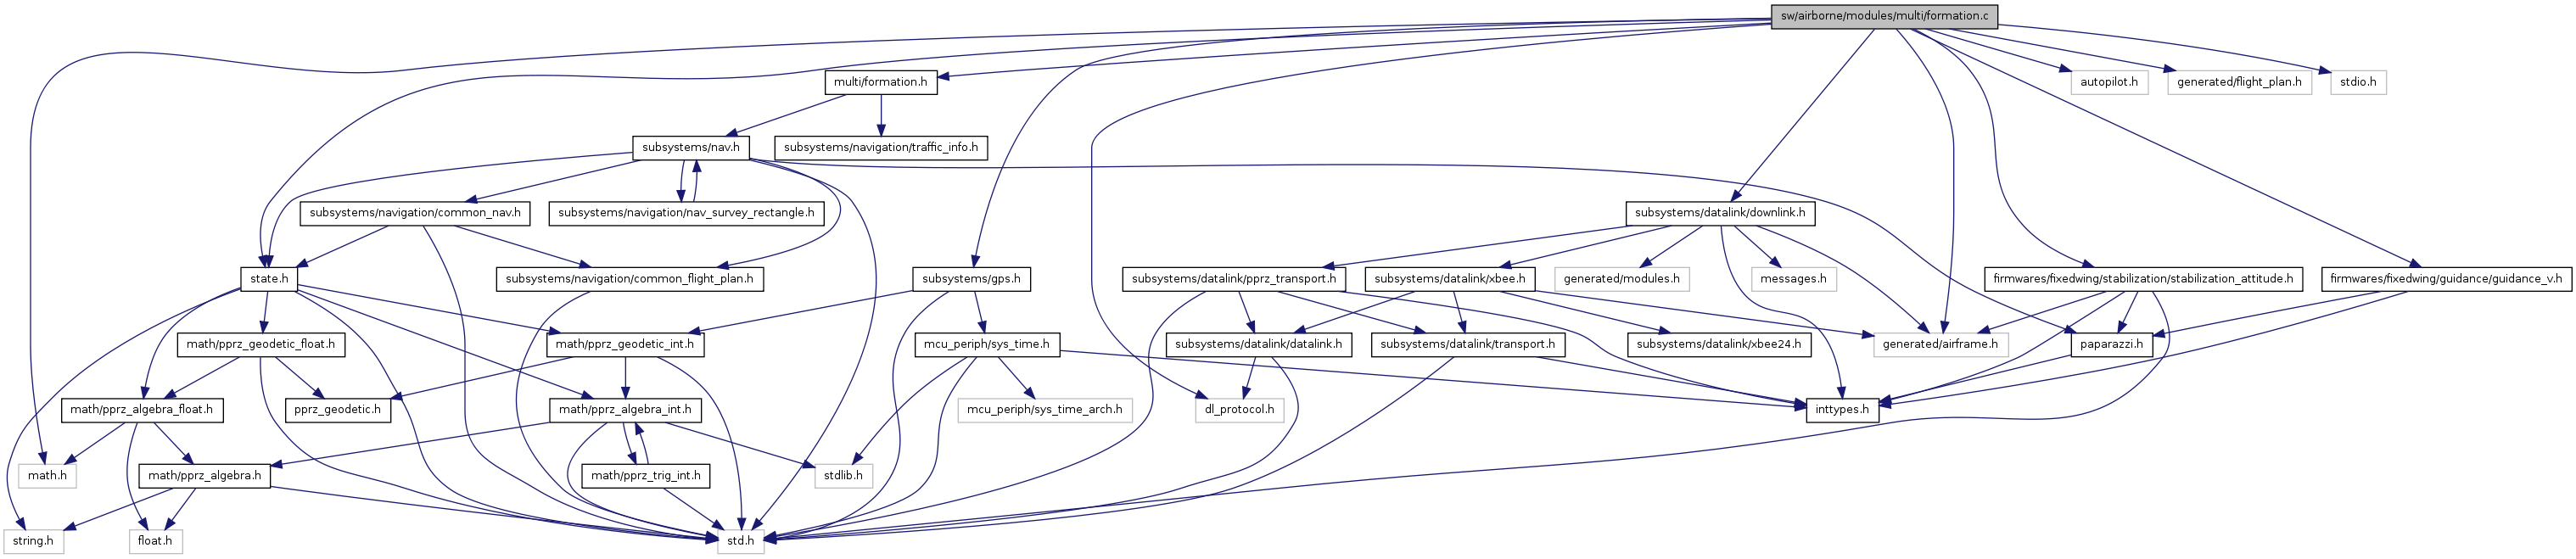 sw/airborne/modules/multi/formation.c
multi/formation.h
autopilot.h
generated/flight_plan.h
stdio.h
subsystems/nav.h
subsystems/navigation/traffic_info.h
subsystems/navigation/common_nav.h
subsystems/navigation/nav_survey_rectangle.h
subsystems/datalink/downlink.h
state.h
subsystems/navigation/common_flight_plan.h
subsystems/gps.h
subsystems/datalink/pprz_transport.h
subsystems/datalink/xbee.h
generated/modules.h
messages.h
firmwares/fixedwing/stabilization/stabilization_attitude.h
firmwares/fixedwing/guidance/guidance_v.h
math/pprz_geodetic_float.h
math/pprz_geodetic_int.h
mcu_periph/sys_time.h
subsystems/datalink/datalink.h
subsystems/datalink/transport.h
subsystems/datalink/xbee24.h
generated/airframe.h
paparazzi.h
math/pprz_algebra_float.h
pprz_geodetic.h
math/pprz_algebra_int.h
mcu_periph/sys_time_arch.h
dl_protocol.h
inttypes.h
math.h
math/pprz_algebra.h
math/pprz_trig_int.h
stdlib.h
string.h
float.h
std.h